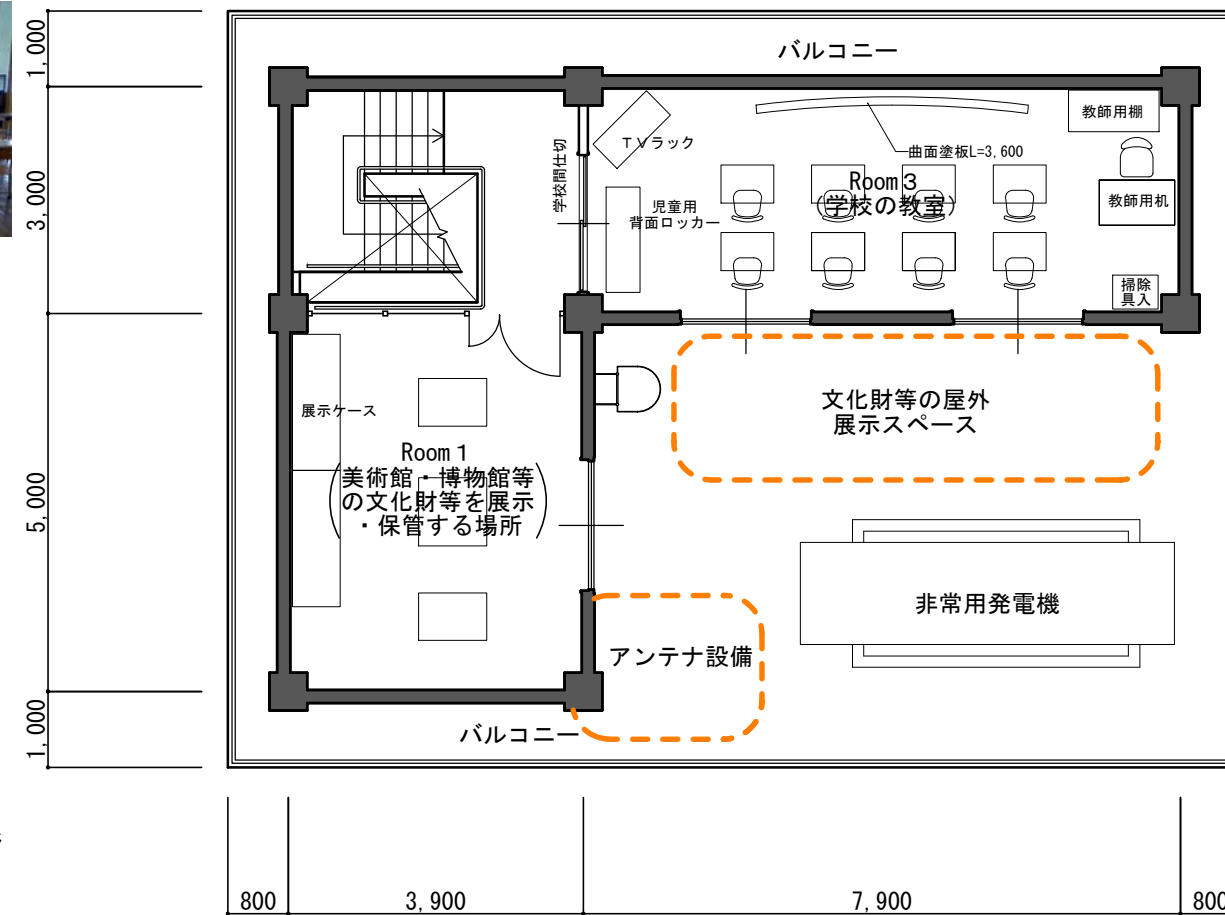 バルコニー
1,000
3,000
5,000
1,000
学校間仕切
TVラック
児童用
背面ロッカー
曲面塗板L=3,600
Room3
(学校の教室)
教師用棚
教師用机
掃除
具入
展示ケース
Room1
(美術館・博物館等
の文化財等を展示
・保管する場所)
文化財等の屋外
展示スペース
非常用発電機
アンテナ設備
バルコニー
800
3,900
7,900
800